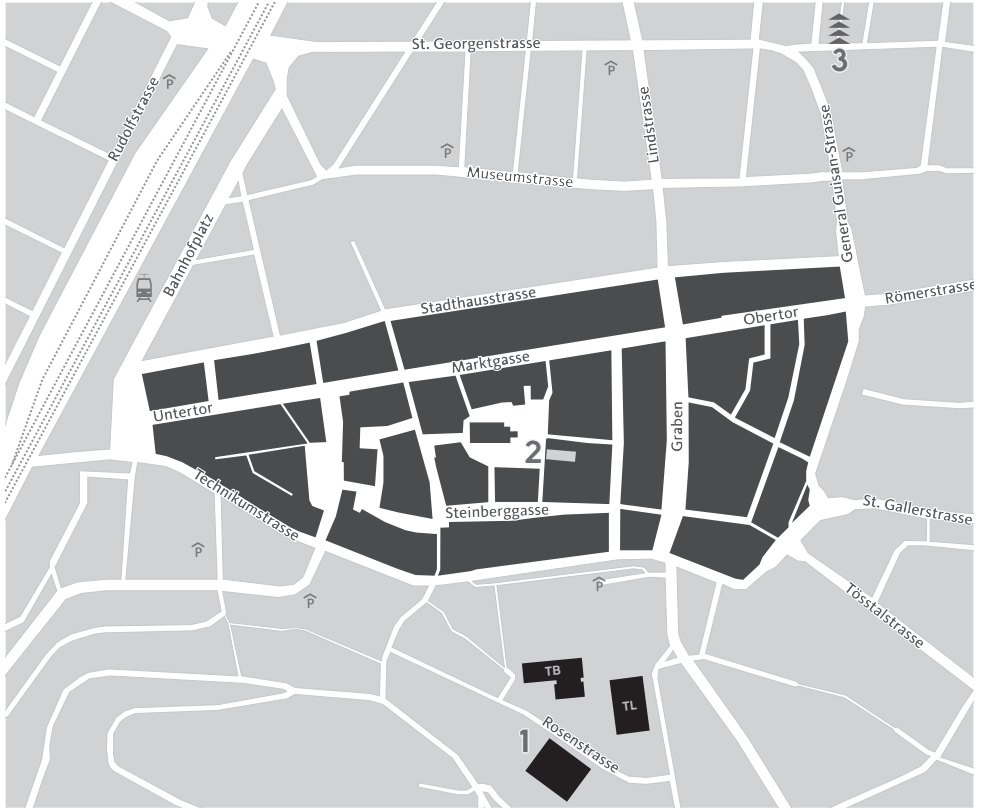 St. Georgenstrasse
3
P
Rudolfstrasse
P
Lindstrasse
General Guisan-Strasse
P
P
Museumstrasse
Bahnhofplatz
Stadthausstrasse
Römerstrasse
Obertor
Marktgasse
Untertor
Graben
2
Technikumstrasse
Steinberggasse
St. Gallerstrasse
P
P
P
Tösstalstrasse
TB
TL
1
Rosenstrasse